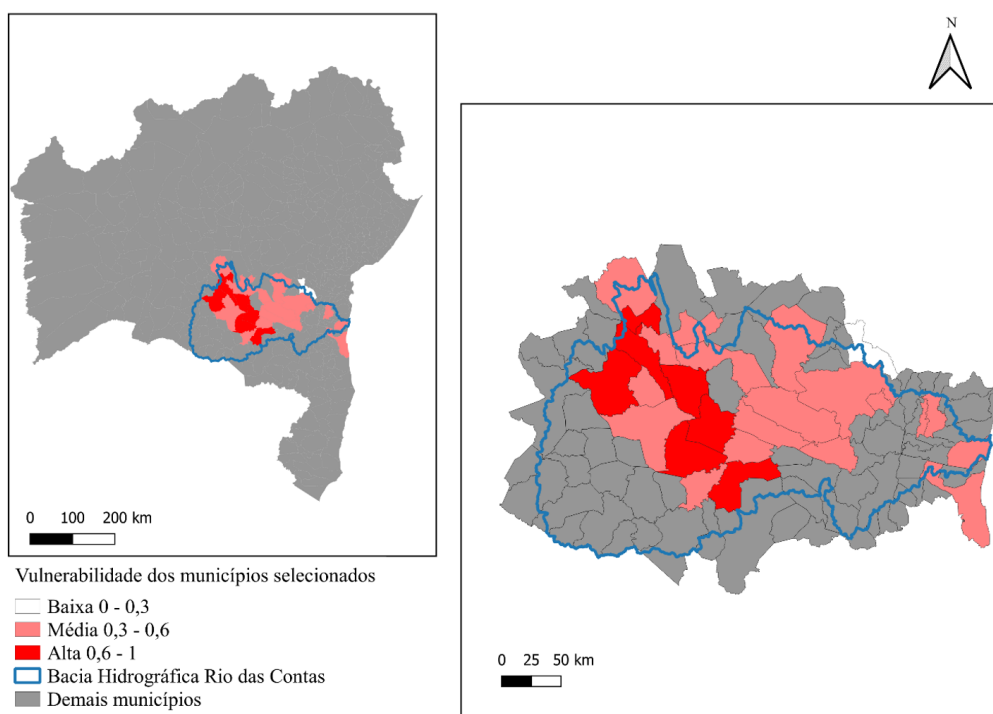 N
0 100 200 km
Vulnerabilidade dos municípios selecionados
Baixa 0 - 0,3
Média 0,3 - 0,6
Alta 0,6 - 1
Bacia Hidrográfica Rio das Contas
Demais municípios
0 25 50 km